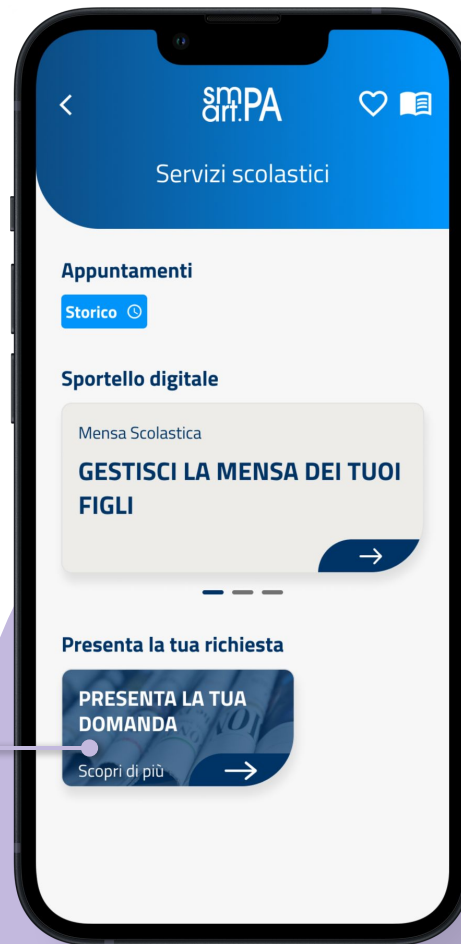 smart.PA
Servizi scolastici
Appuntamenti
Storico
Sportello digitale
Mensa Scolastica
GESTISCI LA MENSA DEI TUOI
FIGLI
Presenta la tua richiesta
PRESENTA LA TUA
DOMANDA
Scopri di più